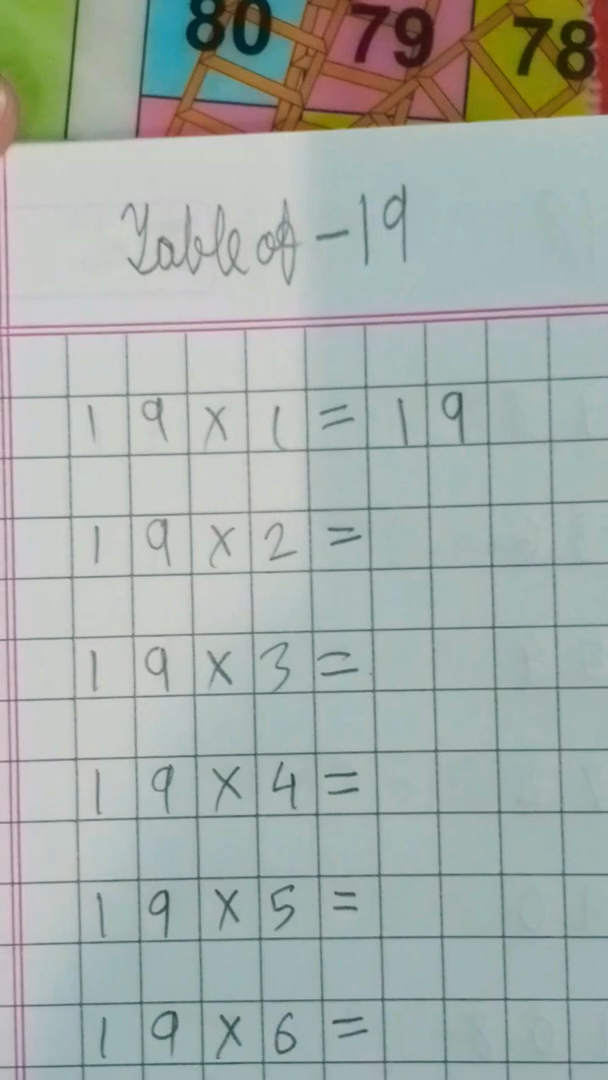 80 79 78
Table of - 19
19 x 1 = 19
19 x 2 =
19 x 3 =
19 x 4 =
19 x 5 =
19 x 6 =